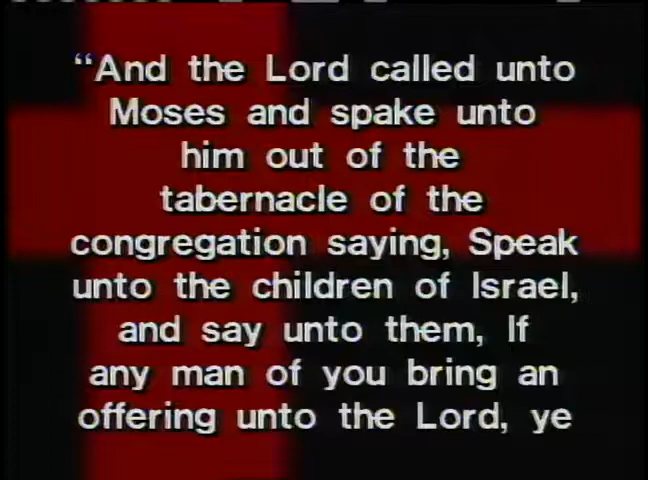 “And the Lord called unto
Moses and spake unto
him out of the
tabernacle of the
congregation saying, Speak
unto the children of Israel,
and say unto them, If
any man of you bring an
offering unto the Lord, ye